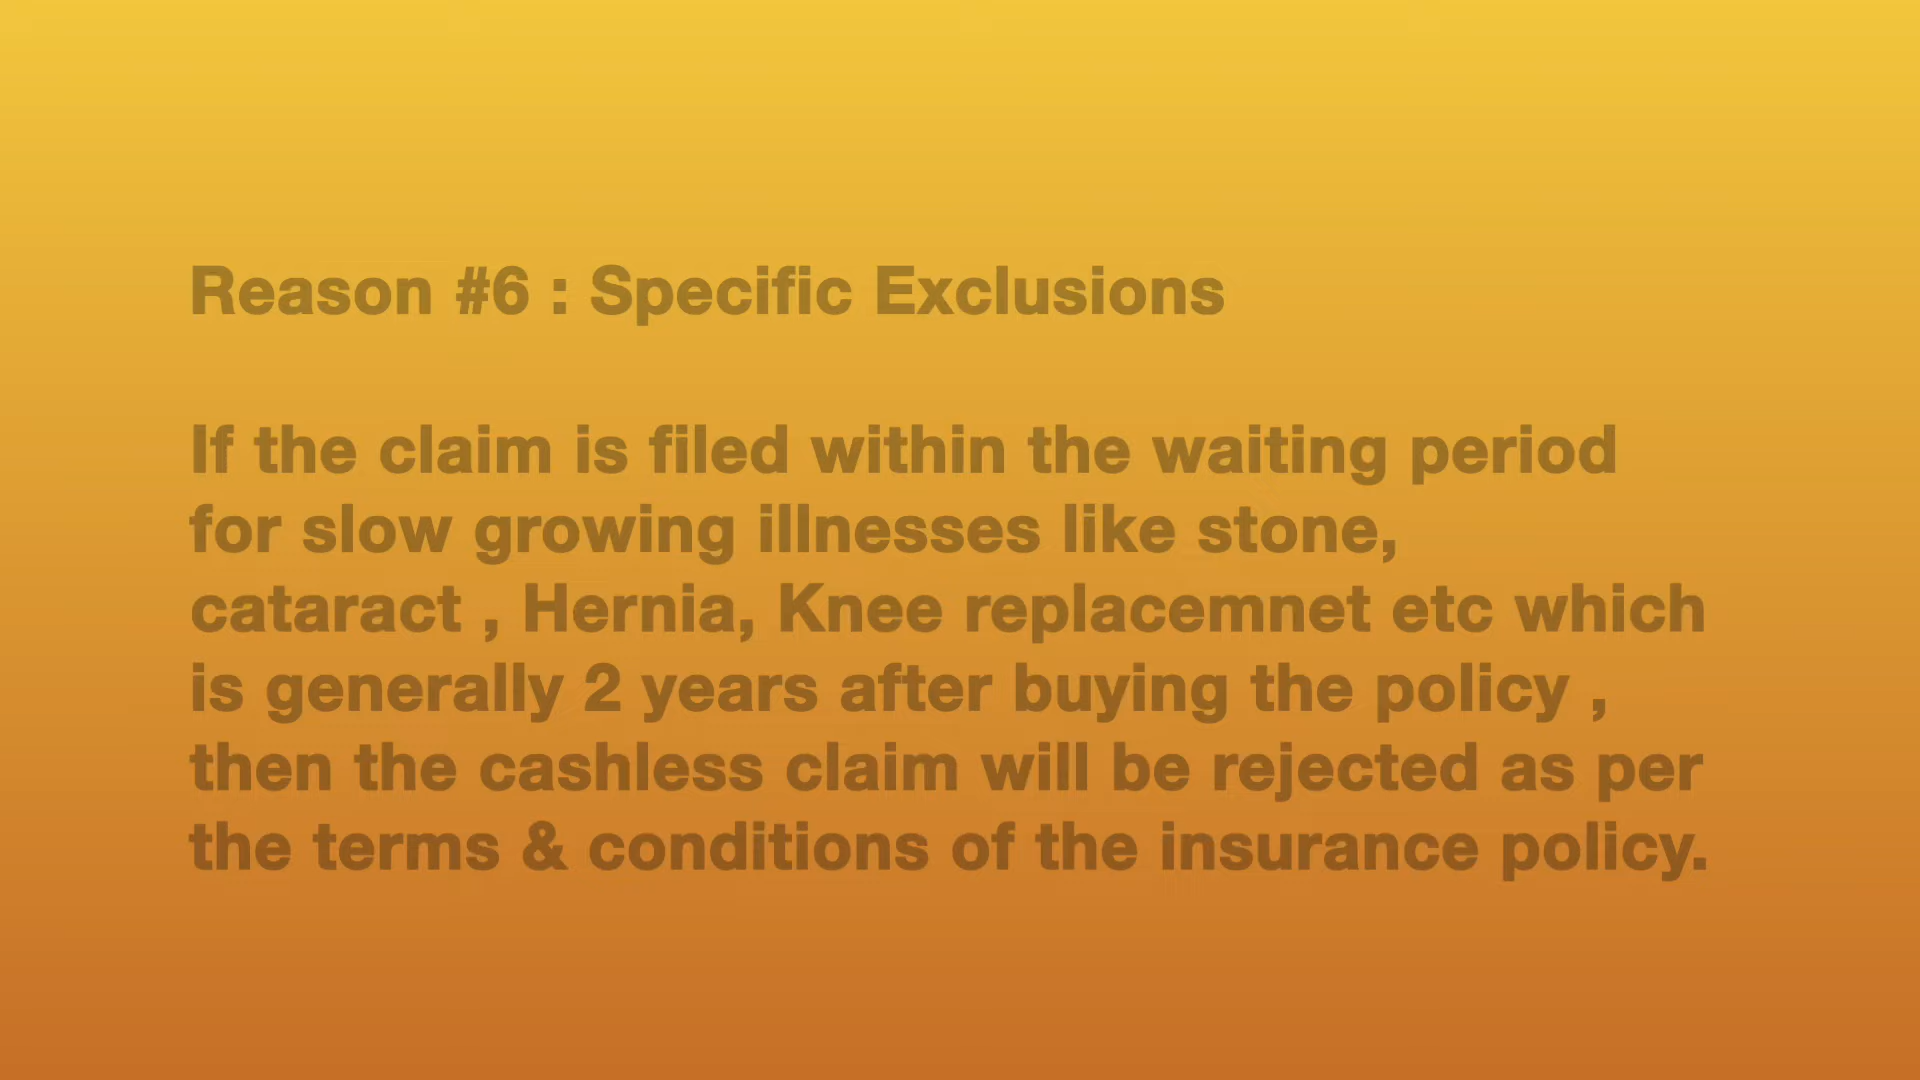 Reason #6 : Specific Exclusions
If the claim is filed within the waiting period
for slow growing illnesses like stone,
cataract , Hernia, Knee replacemnet etc which
is generally 2 years after buying the policy ,
then the cashless claim will be rejected as per
the terms & conditions of the insurance policy.